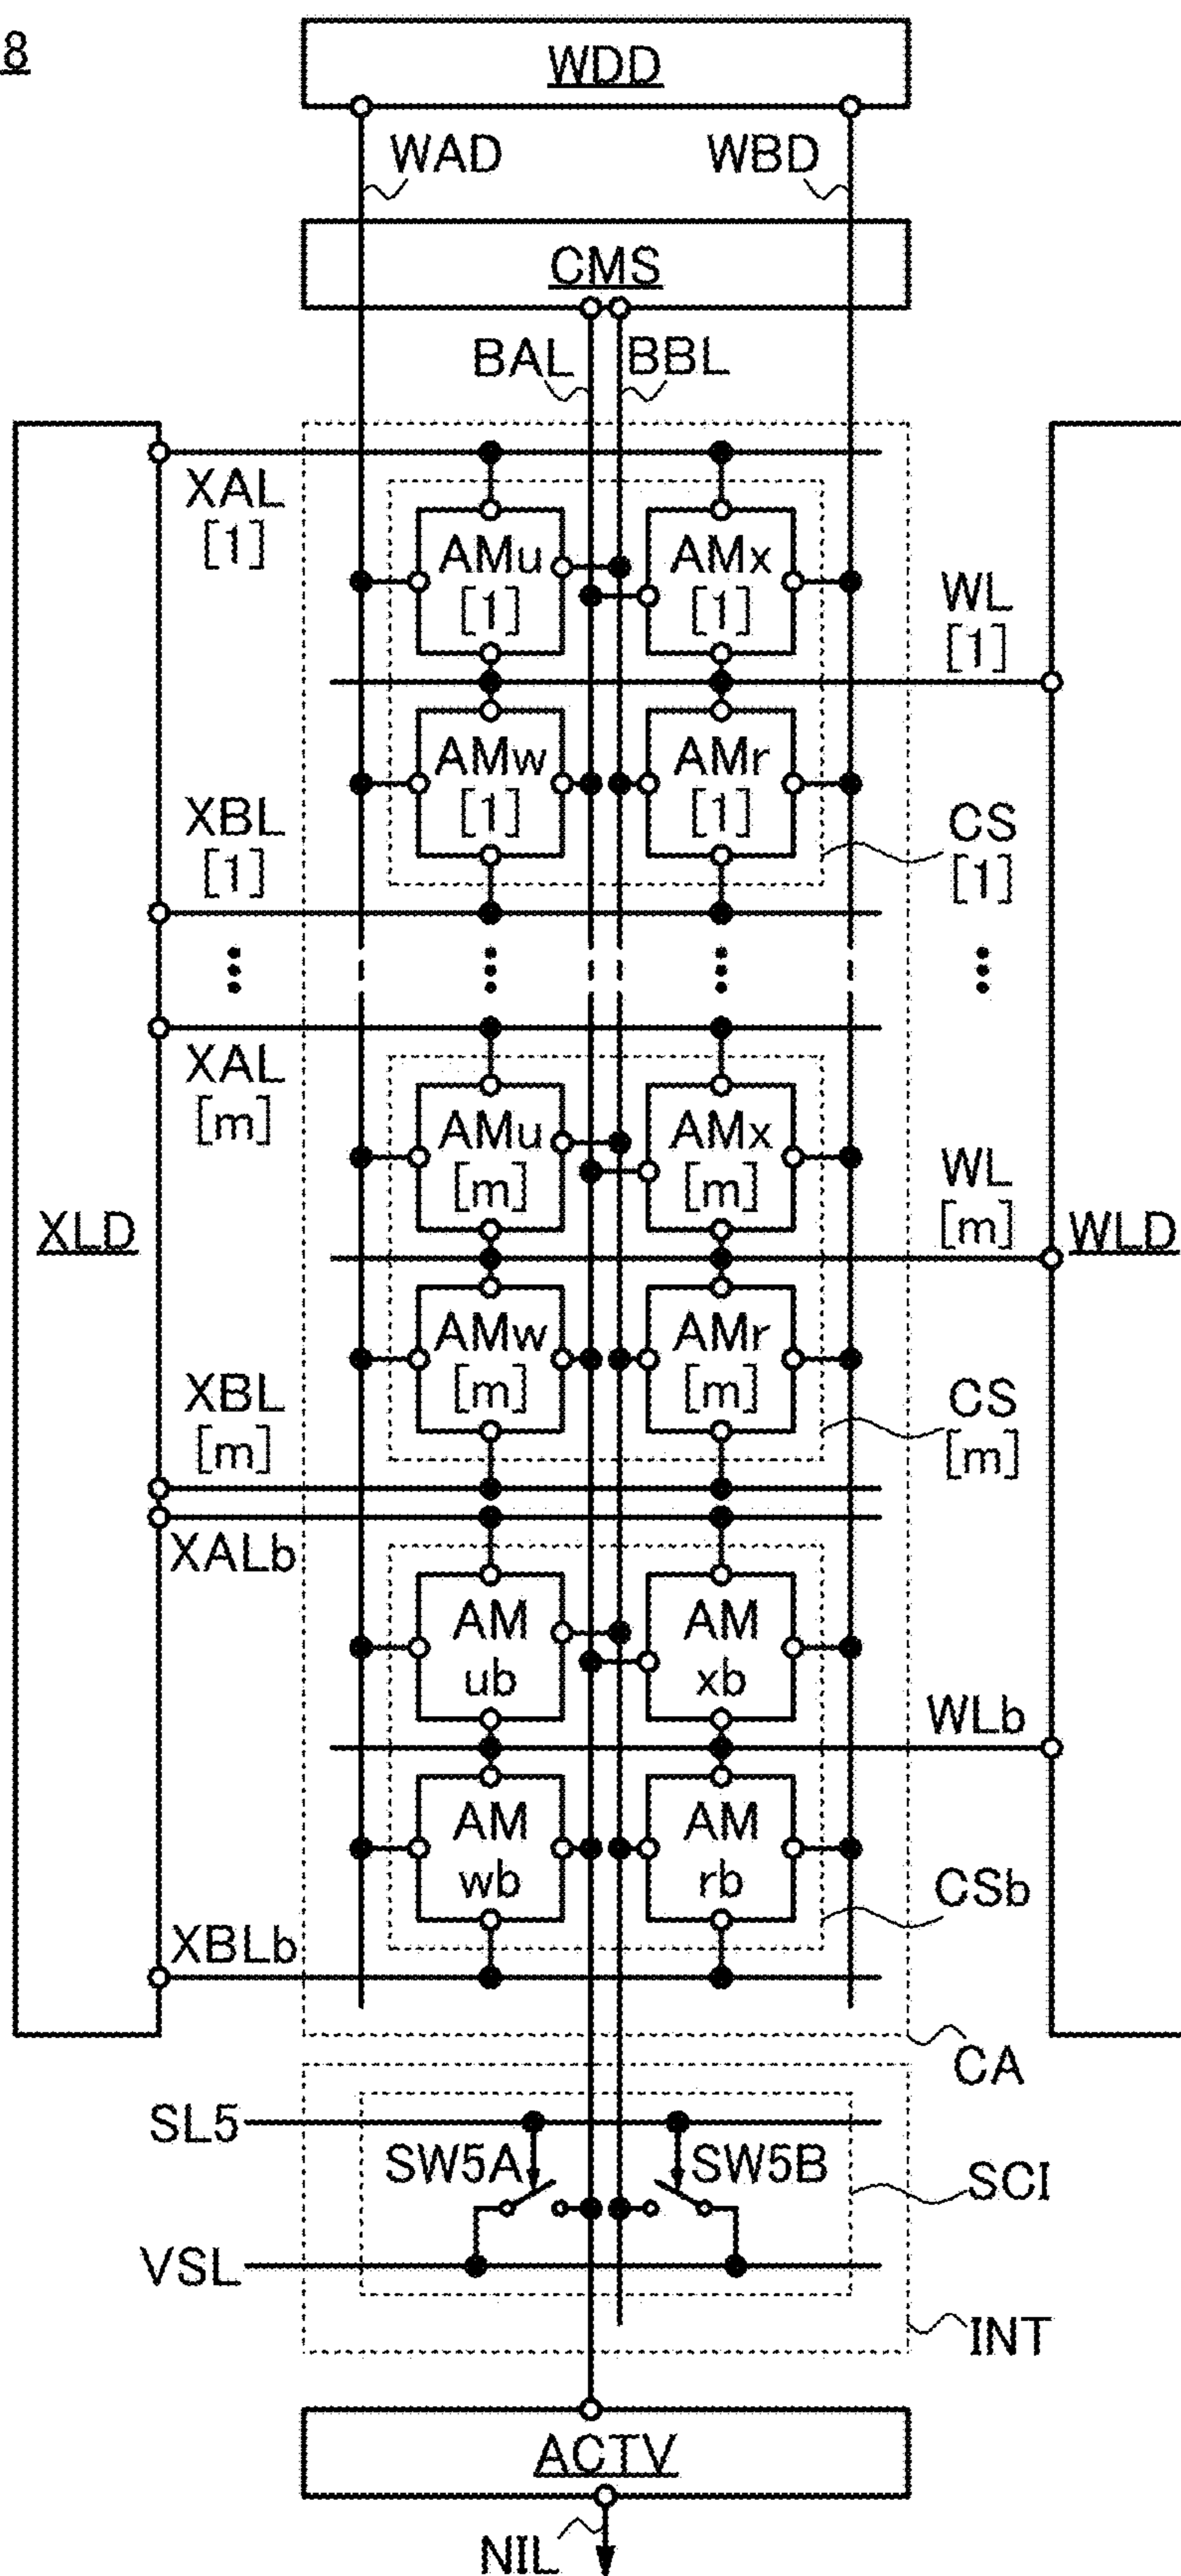 8
WDD
WAD
WBD
CMS
BAL
BBL
XAL
[1]
AMu
[1]
AMx
[1]
WL
[1]
AMw
[1]
AMr
[1]
XBL
[1]
CS
[1]
XAL
[m]
AMu
[m]
AMx
[m]
WL
[m]
XLD
WLD
AMw
[m]
AMr
[m]
XBL
[m]
CS
[m]
XALb
AM
ub
AM
xb
WLb
AM
wb
AM
rb
CSb
XBLb
CA
SL5
SW5A
SW5B
SCI
VSL
INT
ACTV
NIL